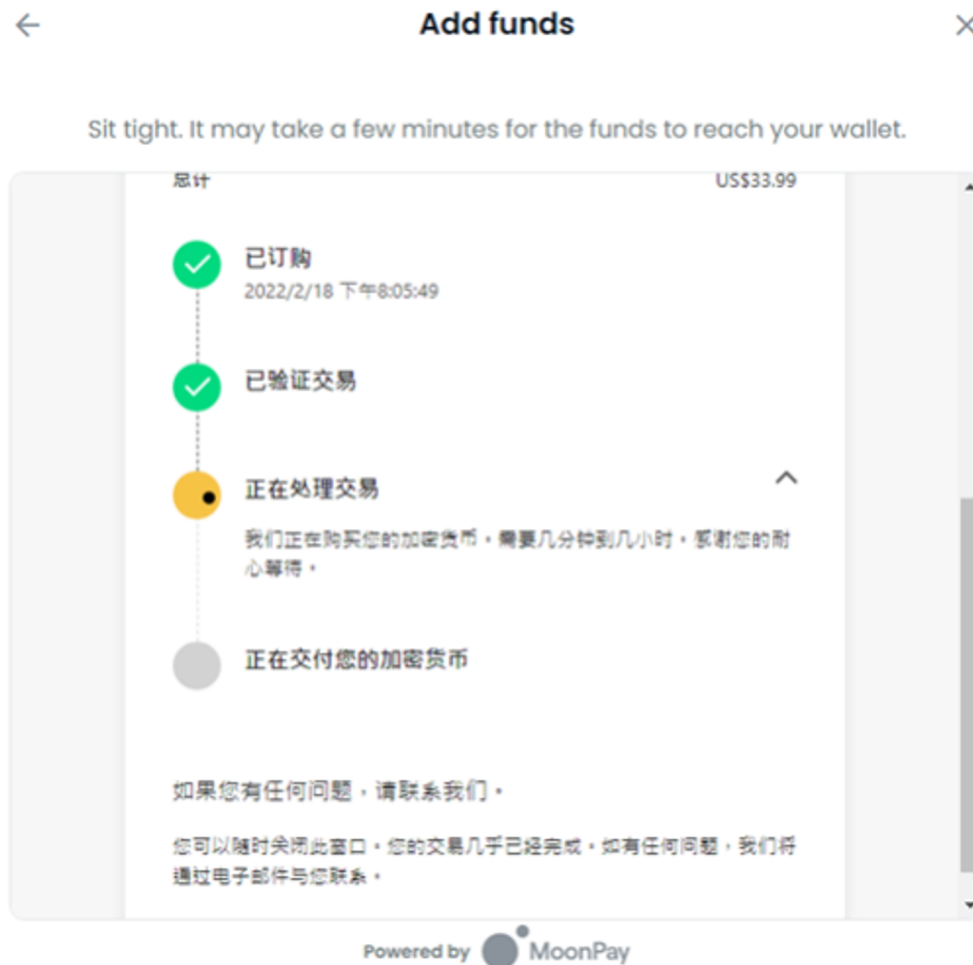 Add funds
Sit tight. It may take a few minutes for the funds to reach your wallet.
总计 US$33.99
已订购
2022/2/18 下午8:05:49
已验证交易
正在处理交易
我们正在购买您的加密货币。需要几分钟到几小时。感谢您的耐
心等待。
正在交付您的加密货币
如果您有任何问题，请联系我们。
您可以随时关闭此窗口。您的交易几乎已经完成。如有任何问题，我们将
通过电子邮件与您联系。
Powered by MoonPay